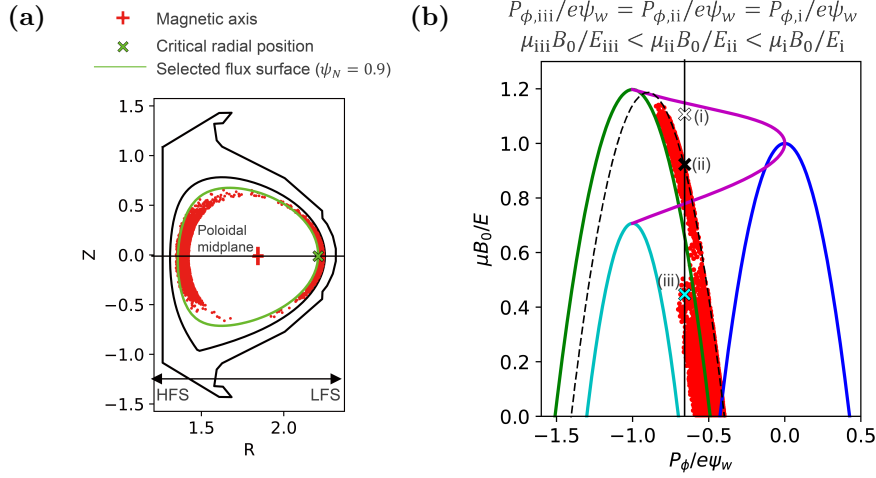 (a)
Magnetic axis
Critical radial position
Selected flux surface (ψ_N = 0.9)
1.5
1.0
0.5
0.0
−0.5
−1.0
−1.5
Z
Poloidal
midplane
HFS
LFS
1.5
2.0
R
(b)
P_{ϕ,iii}/eψ_w = P_{ϕ,ii}/eψ_w = P_{ϕ,i}/eψ_w
μ_{iii}B_0/E_{iii} < μ_{ii}B_0/E_{ii} < μ_iB_0/E_i
1.2
1.0
0.8
0.6
0.4
0.2
0.0
μB_0/E
(i)
(ii)
(iii)
−1.5
−1.0
−0.5
0.0
0.5
P_ϕ/eψ_w